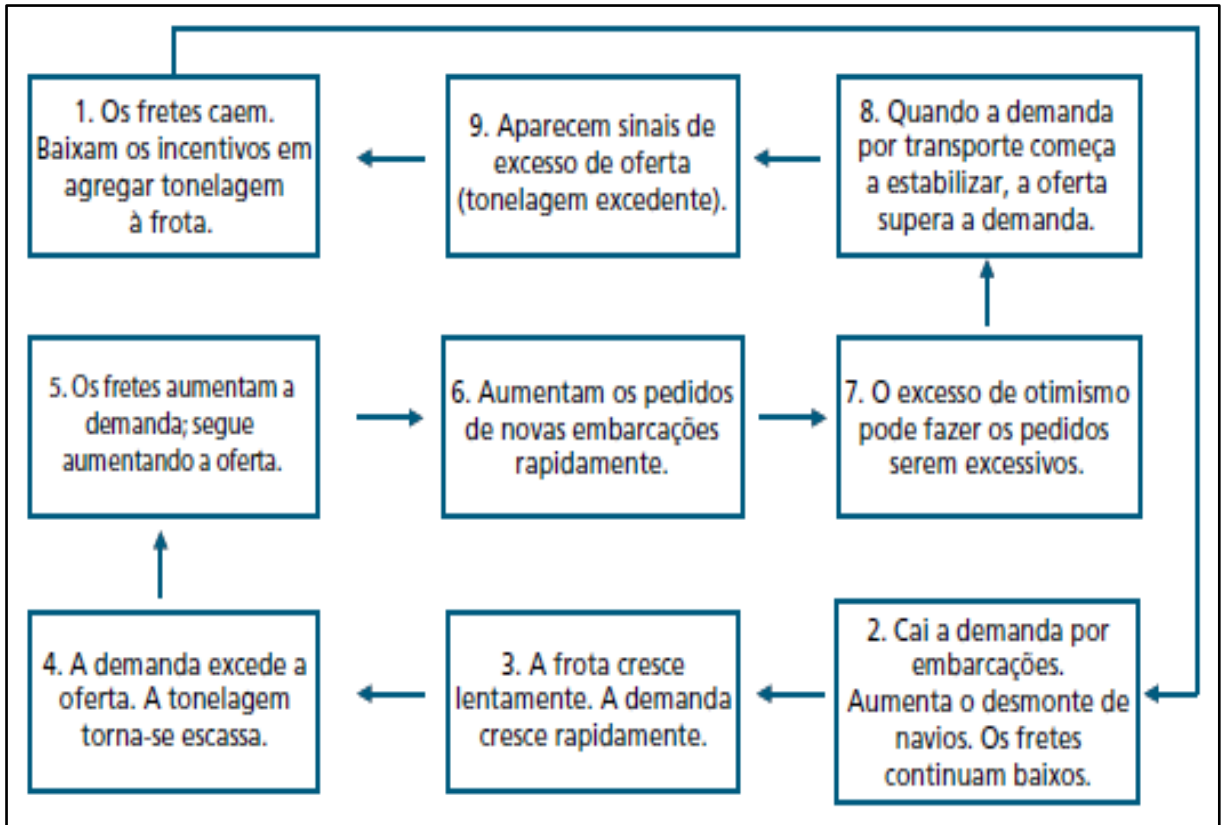 1. Os fretes caem.
Baixam os incentivos em
agregar tonelagem
à frota.
9. Aparecem sinais de
excesso de oferta
(tonelagem excedente).
8. Quando a demanda
por transporte começa
a estabilizar, a oferta
supera a demanda.
5. Os fretes aumentam a
demanda; segue
aumentando a oferta.
6. Aumentam os pedidos
de novas embarcações
rapidamente.
7. O excesso de otimismo
pode fazer os pedidos
serem excessivos.
4. A demanda excede a
oferta. A tonelagem
torna-se escassa.
3. A frota cresce
lentamente. A demanda
cresce rapidamente.
2. Cai a demanda por
embarcações.
Aumenta o desmonte de
navios. Os fretes
continuam baixos.